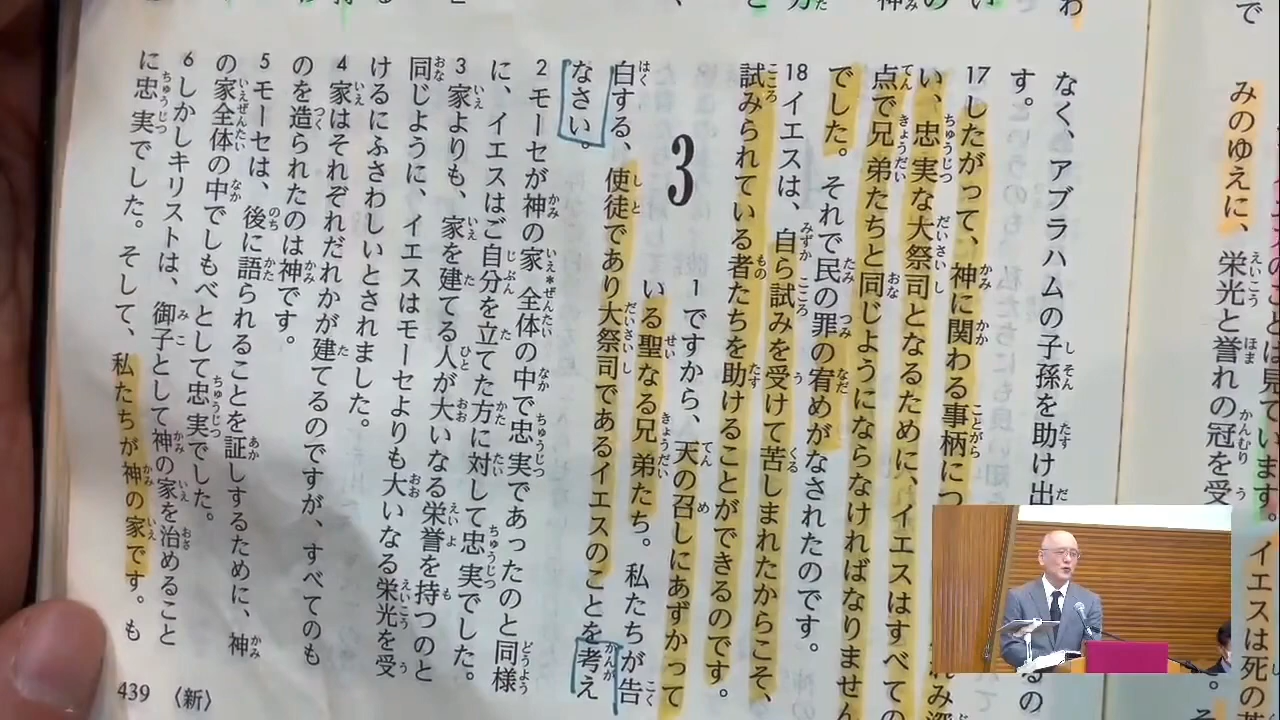 みのゆえに、栄光と誉れの冠を受
なく、アブラハムの子孫を助け出
す。
17したがって、神に関わる事柄につ
い、忠実な大祭司となるために、イエスはすべての
点で兄弟たちと同じようにならなければなりません
でした。それで民の罪の宥めがなされたのです。
18イエスは、自ら試みを受けて苦しまれたからこそ、
試みられている者たちを助けることができるのです。
3
1ですから、天の召しにあずかって
いる聖なる兄弟たち。私たちが告
白する、使徒であり大祭司であるイエスのことを考え
なさい。
2モーセが神の家*全体の中で忠実であったのと同様
に、イエスはご自分を立てた方に対して忠実でした。
3家よりも、家を建てる人が大いなる栄誉を持つのと
同じように、イエスはモーセよりも大いなる栄光を受
けるにふさわしいとされました。
4家はそれぞれだれかが建てるのですが、すべてのも
のを造られたのは神です。
5モーセは、後に語られることを証しするために、神
の家全体の中でしもべとして忠実でした。
6しかしキリストは、御子として神の家を治めること
に忠実でした。そして、私たちが神の家です。も
439 〈新〉